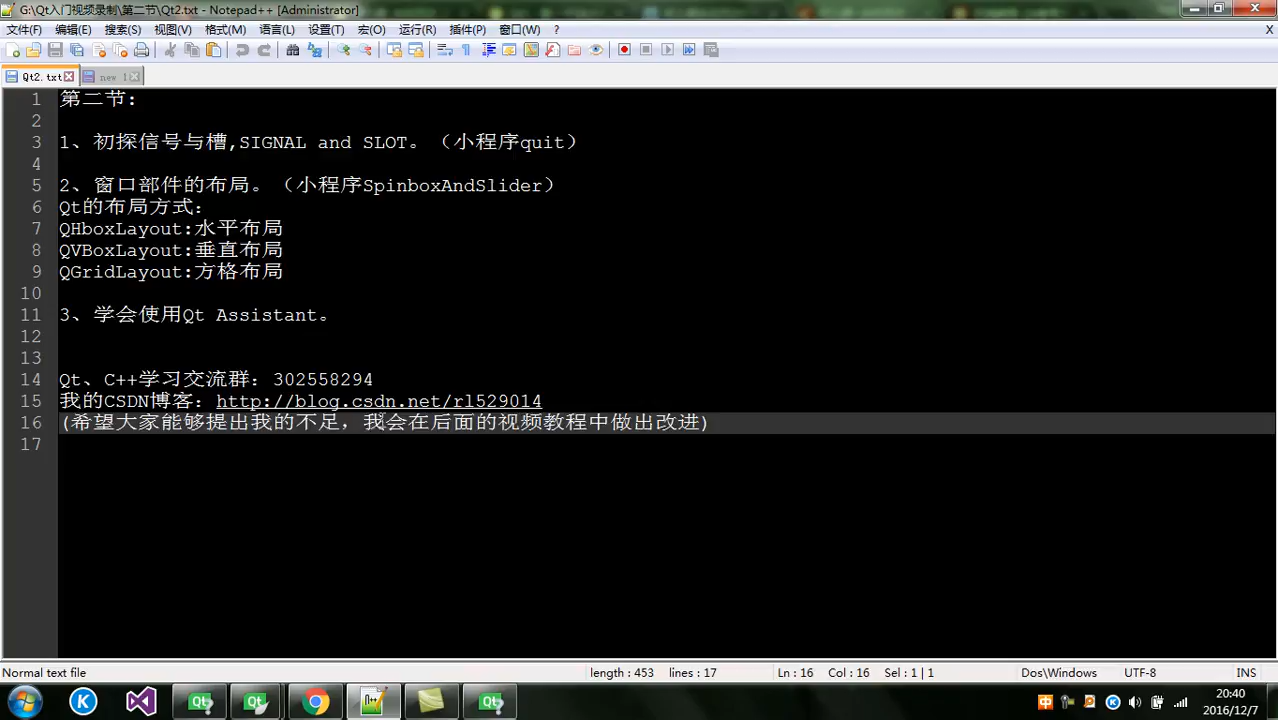 G:\Qt入门视频录制\第二节\Qt2.txt - Notepad++ [Administrator]
文件(F) 编辑(E) 搜索(S) 视图(V) 格式(M) 语言(L) 设置(T) 宏(O) 运行(R) 插件(P) 窗口(W) ? X
Qt2.txt new 1
1 第二节：
2
3 1、初探信号与槽,SIGNAL and SLOT。（小程序quit）
4
5 2、窗口部件的布局。（小程序SpinboxAndSlider）
6 Qt的布局方式：
7 QHboxLayout:水平布局
8 QVBoxLayout:垂直布局
9 QGridLayout:方格布局
10
11 3、学会使用Qt Assistant。
12
13
14 Qt、C++学习交流群：302558294
15 我的CSDN博客：http://blog.csdn.net/rl529014
16 (希望大家能够提出我的不足，我会在后面的视频教程中做出改进)
17
Normal text file length : 453 lines : 17 Ln : 16 Col : 16 Sel : 1 | 1 Dos\Windows UTF-8 INS
20:40
2016/12/7